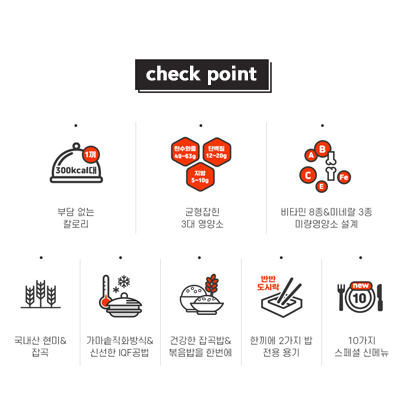 check point
1끼
300kcal대
탄수화물
49~63g
단백질
12~20g
지방
5~10g
A
B
C
E
Fe
부담 없는
칼로리
균형잡힌
3대 영양소
비타민 8종&미네랄 3종
미량영양소 설계
반반
도시락
new
10
국내산 현미&
잡곡
가마솥직화방식&
신선한 IQF공법
건강한 잡곡밥&
볶음밥을 한번에
한끼에 2가지 밥
전용 용기
10가지
스페셜 신메뉴